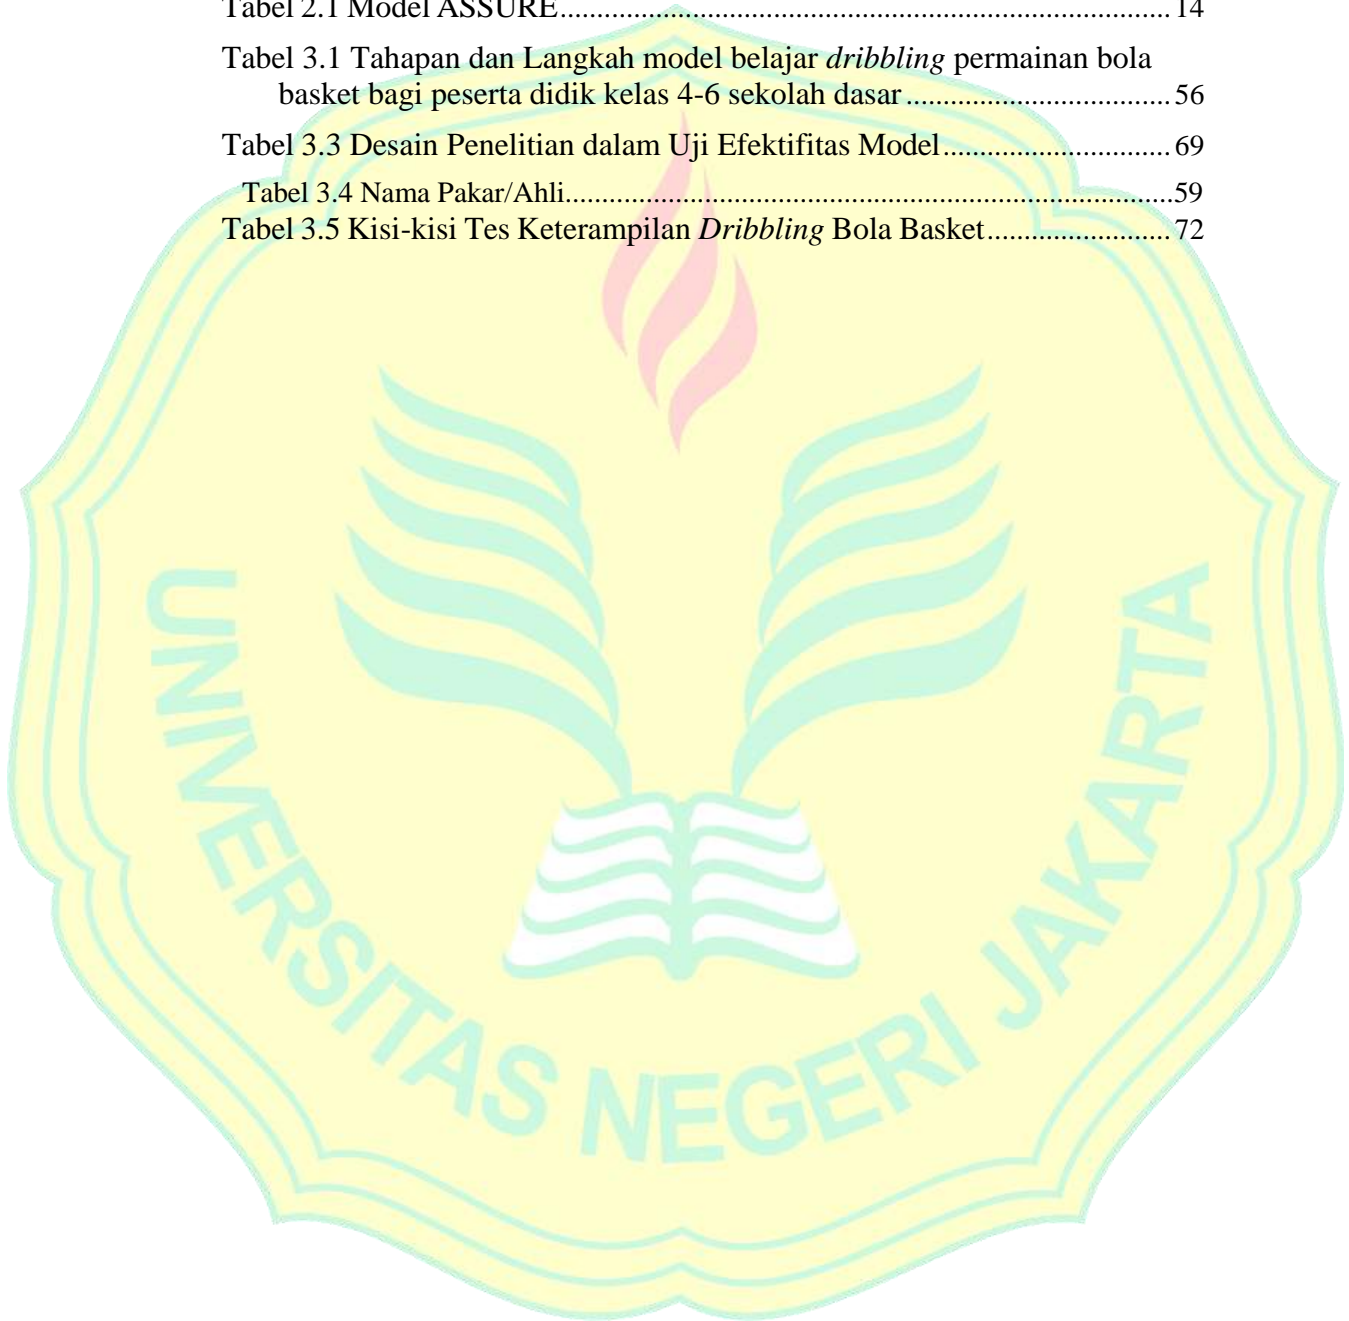 Tabel 2.1 Model ASSURE.......................................................................................14
Tabel 3.1 Tahapan dan Langkah model belajar dribbling permainan bola
basket bagi peserta didik kelas 4-6 sekolah dasar......................................56
Tabel 3.3 Desain Penelitian dalam Uji Efektifitas Model.................................69
Tabel 3.4 Nama Pakar/Ahli.......................................................................................59
Tabel 3.5 Kisi-kisi Tes Keterampilan Dribbling Bola Basket..........................72
UNIVERSITAS NEGERI JAKARTA